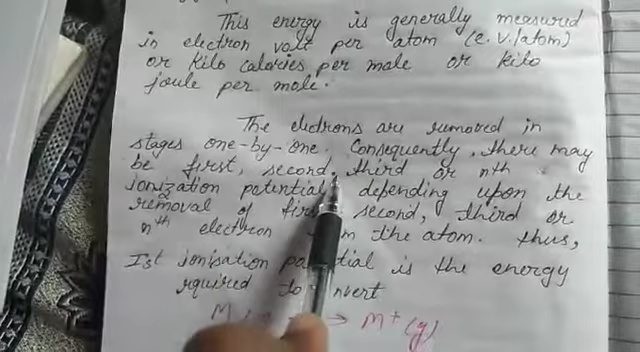 This energy is generally measured
in electron volt per atom (e.V./atom)
or Kilo calories per mole or kilo
joule per mole.
The electrons are removed in
stages one-by-one. Consequently, there may
be first, second, third or nth
ionization potential depending upon the
removal of first second, third or
nth electron the atom. thus,
Ist ionisation is the energy
required to
M → M+ (g)